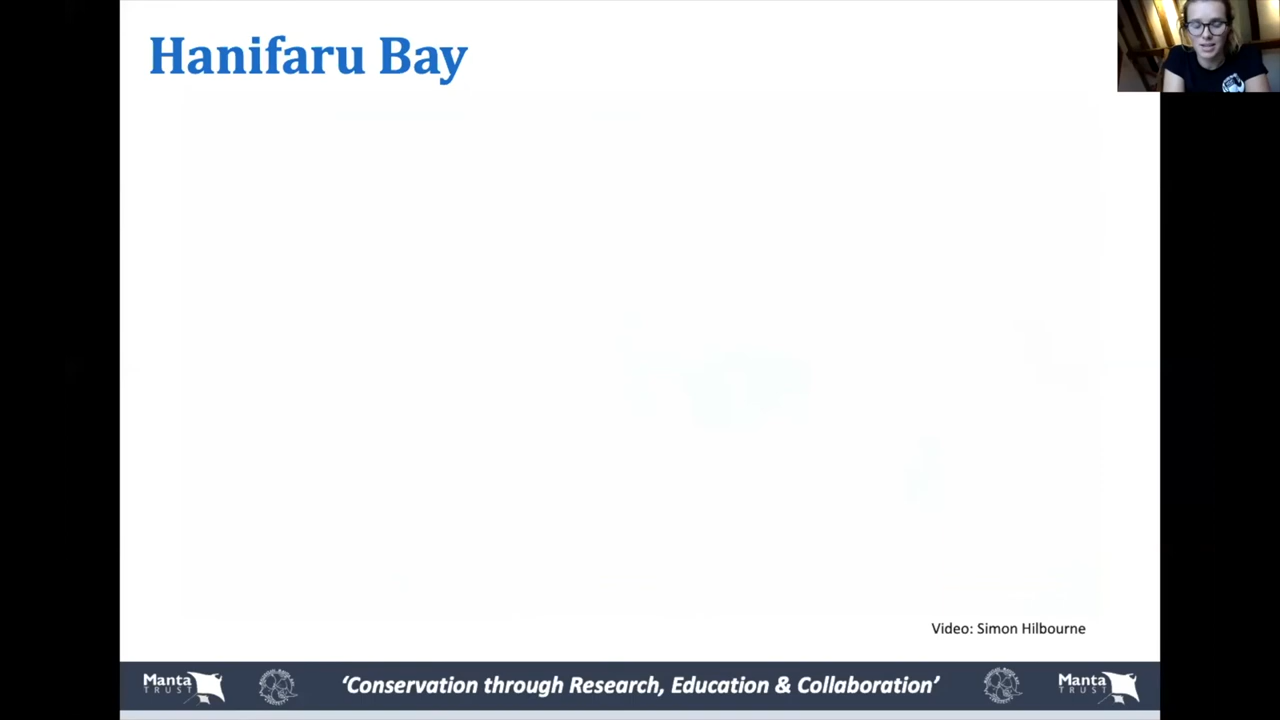 Hanifaru Bay
Video: Simon Hilbourne
Manta
TRUST
‘Conservation through Research, Education & Collaboration’
Manta
TRUST